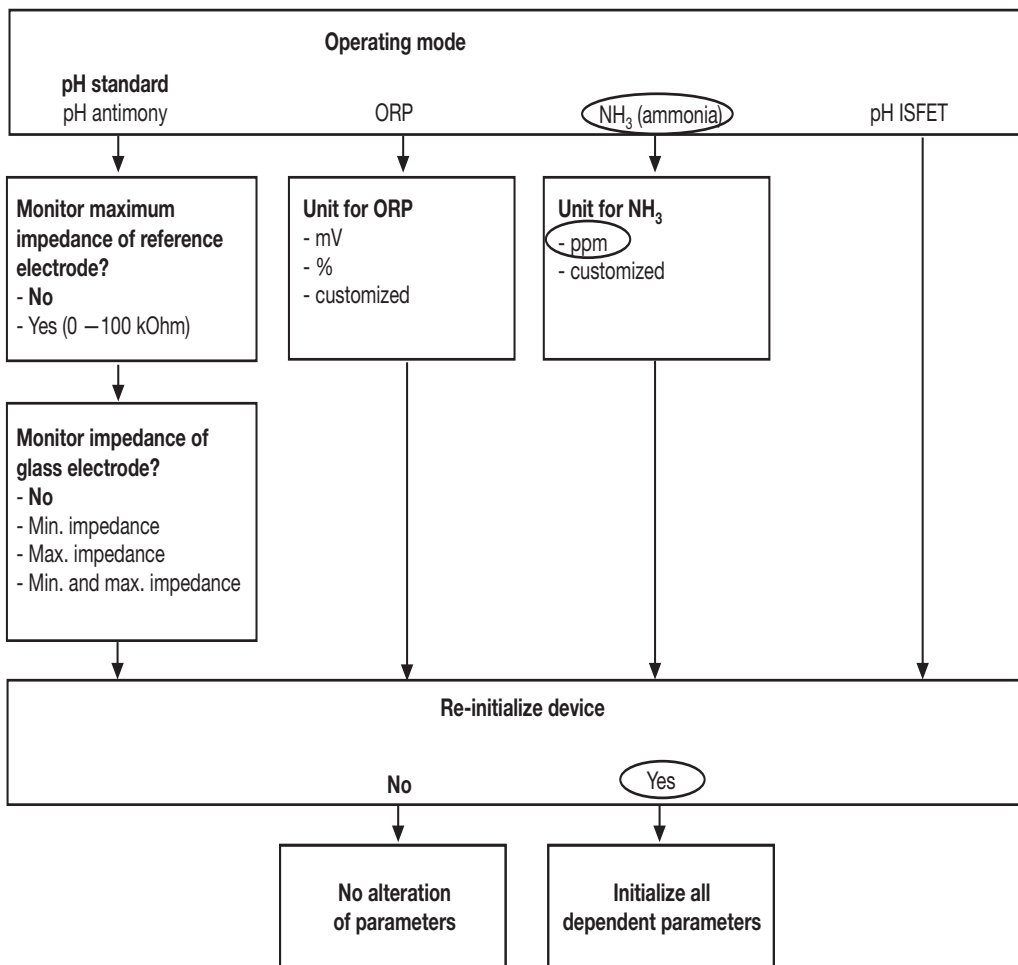 Operating mode
pH standard
pH antimony
ORP
NH₃ (ammonia)
pH ISFET
Monitor maximum
impedance of reference
electrode?
- No
- Yes (0 – 100 kOhm)
Unit for ORP
- mV
- %
- customized
Unit for NH₃
- ppm
- customized
Monitor impedance of
glass electrode?
- No
- Min. impedance
- Max. impedance
- Min. and max. impedance
Re-initialize device
No
Yes
No alteration
of parameters
Initialize all
dependent parameters